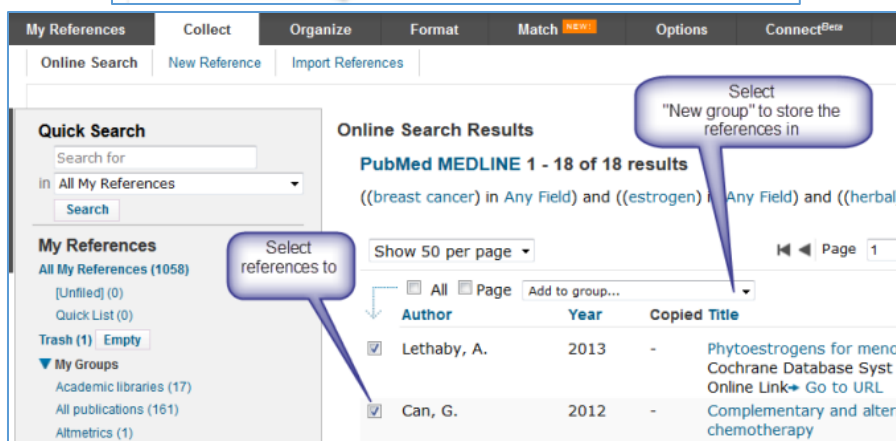 My References Collect Organize Format Match NEW! Options Connect Beta
Online Search New Reference Import References
Select
"New group" to store the
references in
Quick Search
Search for
in All My References
Search
Online Search Results
PubMed MEDLINE 1 - 18 of 18 results
((breast cancer) in Any Field) and ((estrogen) in Any Field) and ((herbal
My References
All My References (1058)
[Unfiled] (0)
Quick List (0)
Trash (1) Empty
My Groups
Academic libraries (17)
All publications (161)
Altmetrics (1)
Select
references to
Show 50 per page Page 1
All Page Add to group...
Author Year Copied Title
Lethaby, A. 2013 - Phytoestrogens for
Cochrane Database Syst
Online Link Go to URL
Can, G. 2012 - Complementary and
chemotherapy